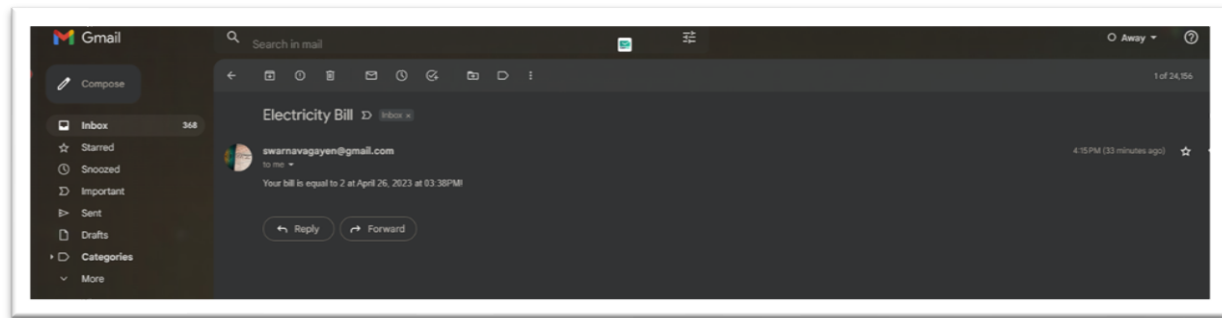 Gmail
Search in mail
Away
Compose
1 of 24,156
Electricity Bill Inbox x
Inbox 368
Starred
swarnavagayen@gmail.com 4:15 PM (33 minutes ago)
to me
Snoozed
Your bill is equal to 2 at April 26, 2023 at 03:38PM!
Important
Sent
Reply Forward
Drafts
Categories
More